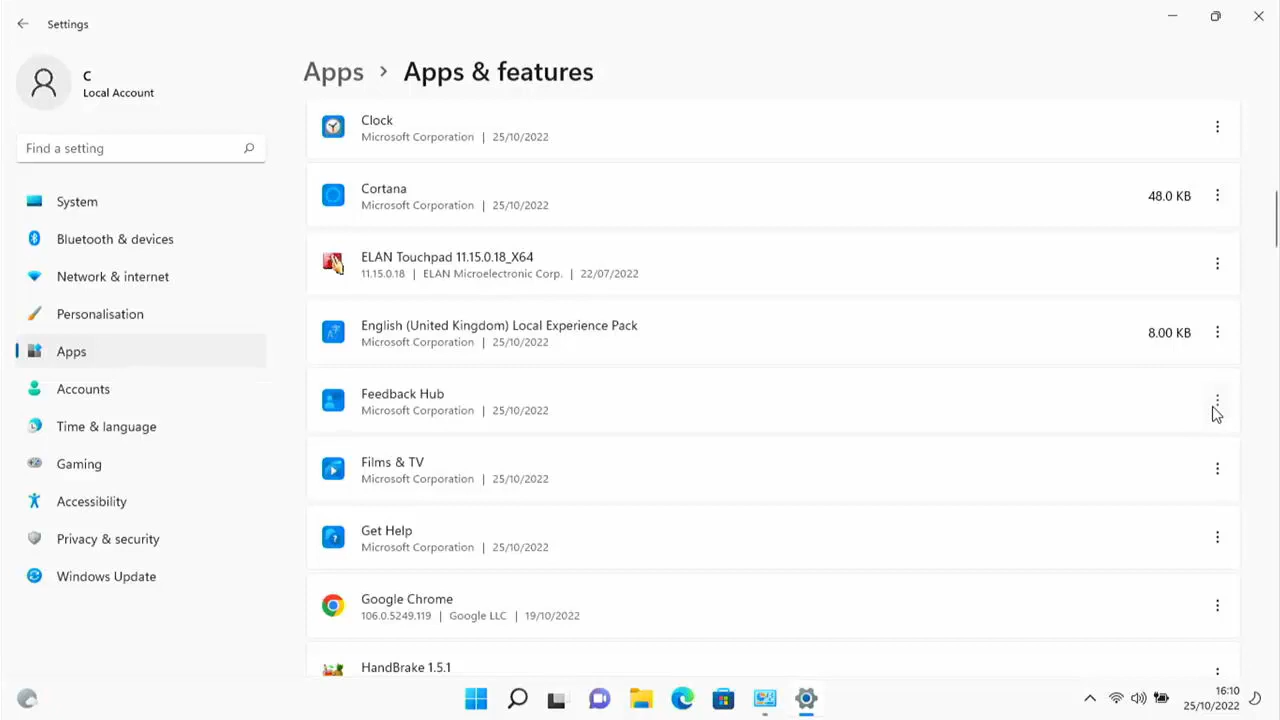 Settings
C
Local Account
Find a setting
System
Bluetooth & devices
Network & internet
Personalisation
Apps
Accounts
Time & language
Gaming
Accessibility
Privacy & security
Windows Update
Apps › Apps & features
Clock
Microsoft Corporation | 25/10/2022
Cortana
Microsoft Corporation | 25/10/2022
48.0 KB
ELAN Touchpad 11.15.0.18_X64
11.15.0.18 | ELAN Microelectronic Corp. | 22/07/2022
English (United Kingdom) Local Experience Pack
Microsoft Corporation | 25/10/2022
8.00 KB
Feedback Hub
Microsoft Corporation | 25/10/2022
Films & TV
Microsoft Corporation | 25/10/2022
Get Help
Microsoft Corporation | 25/10/2022
Google Chrome
106.0.5249.119 | Google LLC | 19/10/2022
HandBrake 1.5.1
16:10
25/10/2022